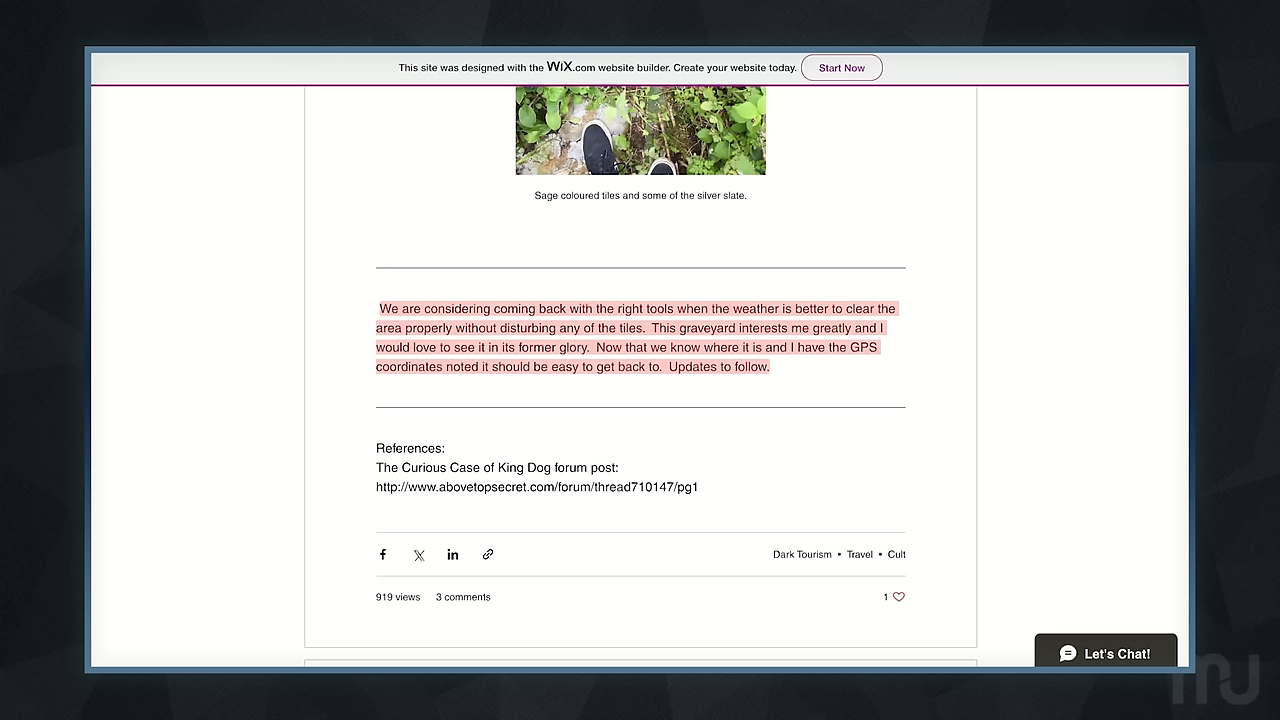 This site was designed with the WiX.com website builder. Create your website today. Start Now
Sage coloured tiles and some of the silver slate.
We are considering coming back with the right tools when the weather is better to clear the
area properly without disturbing any of the tiles.  This graveyard interests me greatly and I
would love to see it in its former glory.  Now that we know where it is and I have the GPS
coordinates noted it should be easy to get back to.  Updates to follow.
References:
The Curious Case of King Dog forum post:
http://www.abovetopsecret.com/forum/thread710147/pg1
Dark Tourism • Travel • Cult
919 views 3 comments 1
Let's Chat!